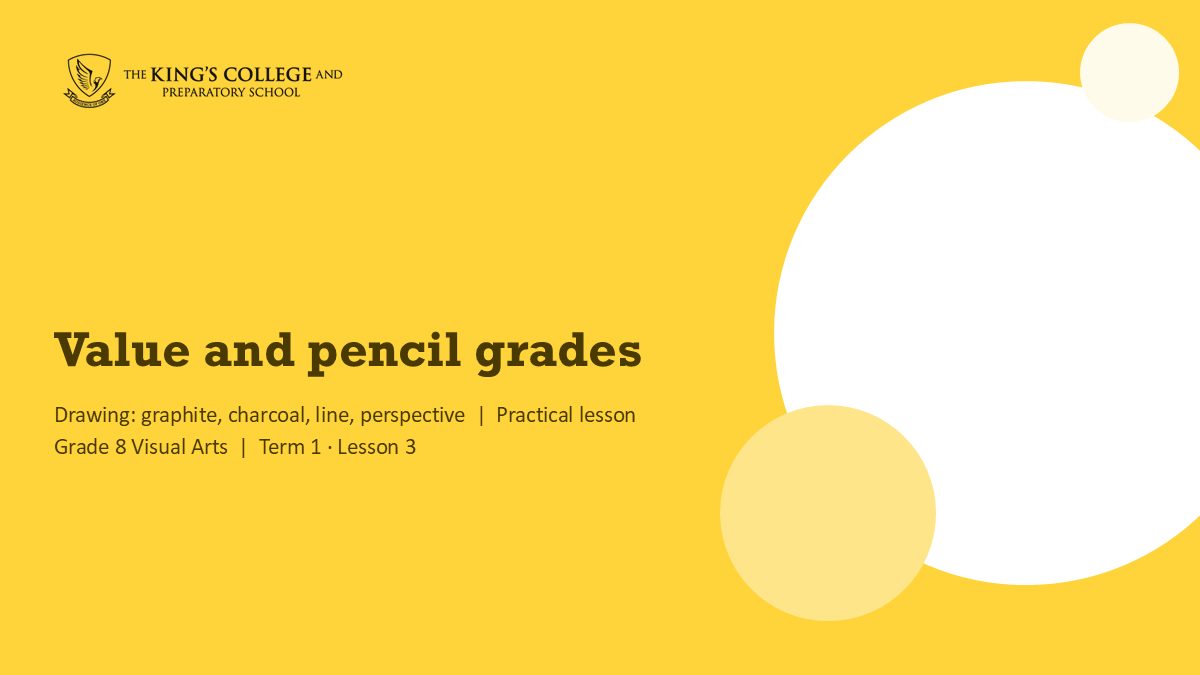 THE KING'S COLLEGE AND
PREPARATORY SCHOOL
Value and pencil grades
Drawing: graphite, charcoal, line, perspective | Practical lesson
Grade 8 Visual Arts | Term 1 · Lesson 3